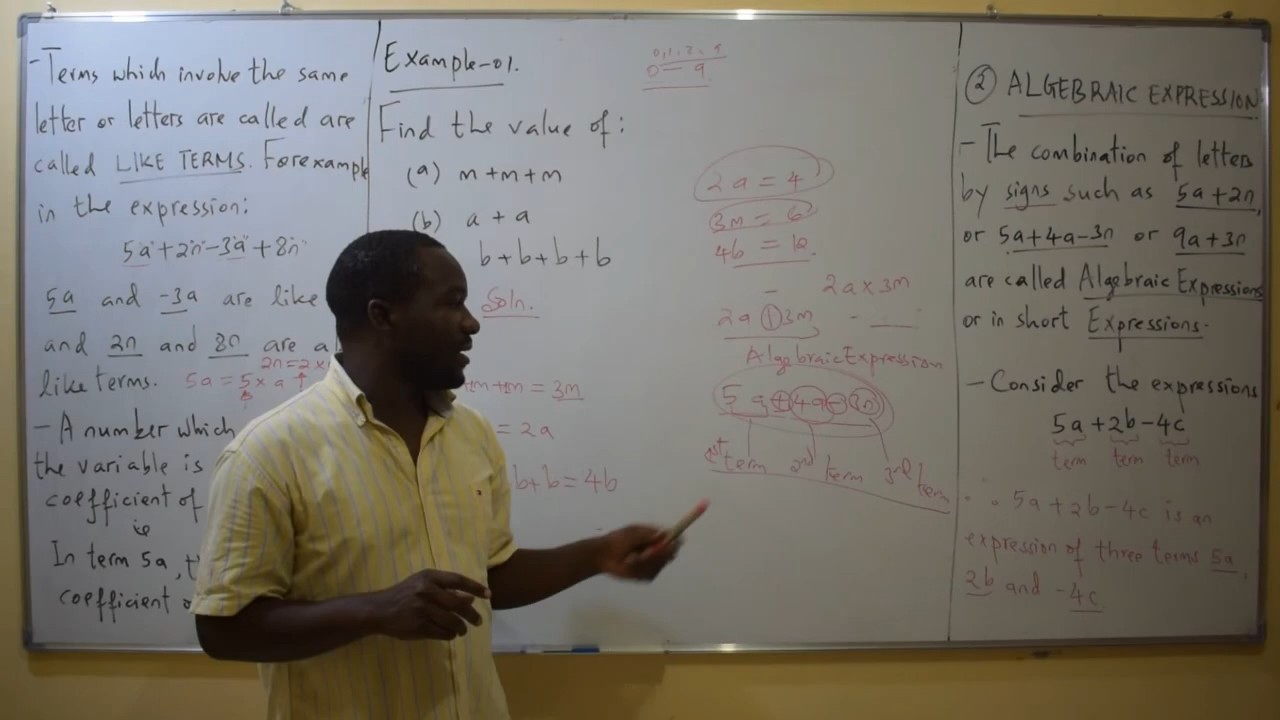 - Terms which involve the same
letter or letters are called are
called LIKE TERMS. For example
in the expression:
5a + 2n - 3a + 8n
5a and -3a are like
and 2n and 8n are
like terms. 5a = 5 x a
2n = 2 x
- A number which
the variable is
coefficient of
ie
In term 5a,
coefficient
Example-01.
Find the value of:
(a) m + m + m
(b) a + a
b + b + b + b
Soln.
+m + m = 3m
= 2a
b + b = 4b
0 - 9
2a = 4
3m = 6
4b = 12
- 2a x 3m
2a + 3m -
Algebraic Expression
5a + 4a - 3n
1st term 2nd term 3rd term
② ALGEBRAIC EXPRESSION
- The combination of letters
by signs such as 5a + 2n,
or 5a + 4a - 3n or 9a + 3n
are called Algebraic Expressions
or in short Expressions.
- Consider the expressions
5a + 2b - 4c
term term term
∴ 5a + 2b - 4c is an
expression of three terms 5a,
2b and -4c.